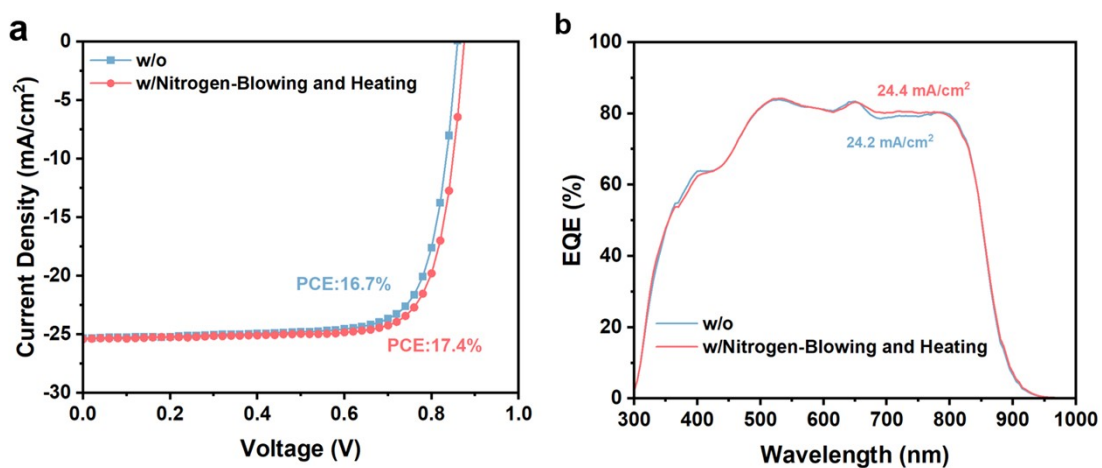 a
0
-5
-10
-15
-20
-25
-30
Current Density (mA/cm²)
w/o
w/Nitrogen-Blowing and Heating
PCE:16.7%
PCE:17.4%
0.0 0.2 0.4 0.6 0.8 1.0
Voltage (V)
b
100
80
60
40
20
0
EQE (%)
24.4 mA/cm²
24.2 mA/cm²
w/o
w/Nitrogen-Blowing and Heating
300 400 500 600 700 800 900 1000
Wavelength (nm)